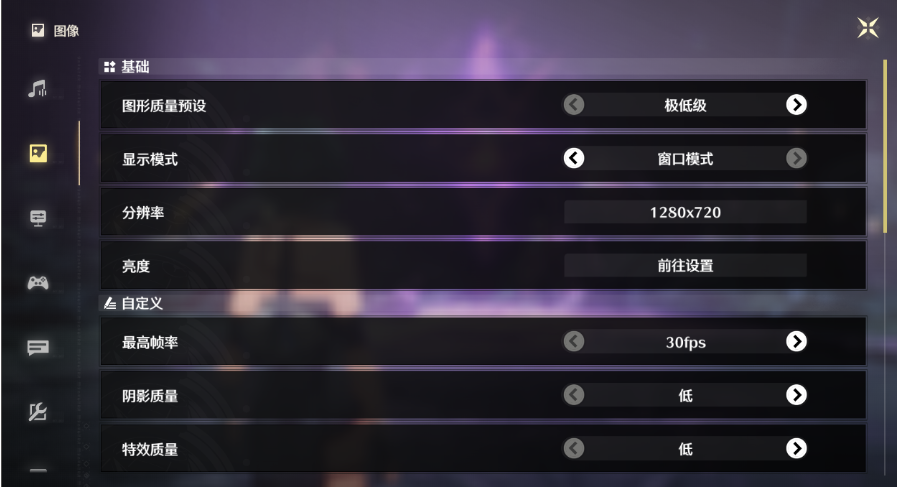 图像
基础
图形质量预设 极低级
显示模式 窗口模式
分辨率 1280x720
亮度 前往设置
自定义
最高帧率 30fps
阴影质量 低
特效质量 低